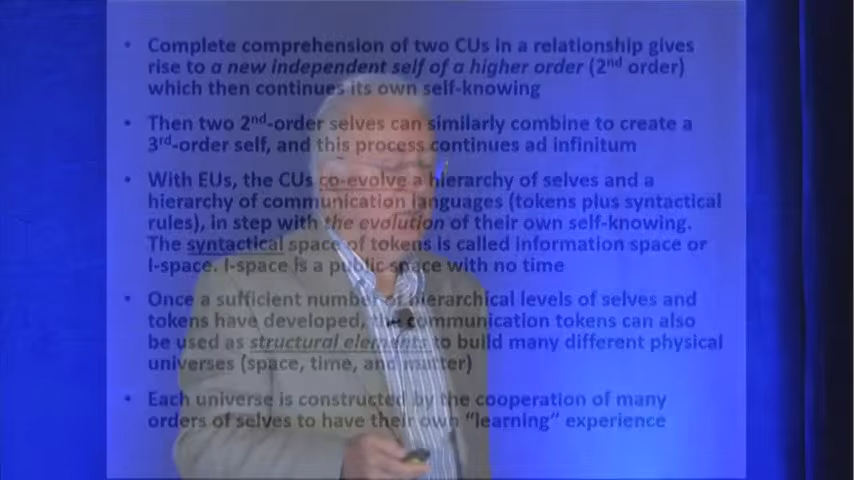 • Complete comprehension of two CUs in a relationship gives
rise to a new independent self of a higher order (2nd order)
which then continues its own self-knowing
• Then two 2nd-order selves can similarly combine to create a
3rd-order self, and this process continues ad infinitum
• With EUs, the CUs co-evolve a hierarchy of selves and a
hierarchy of communication languages (tokens plus syntactical
rules), in step with the evolution of their own self-knowing.
The syntactical space of tokens is called information space or
I-space. I-space is a public space with no time
• Once a sufficient number of hierarchical levels of selves and
tokens have developed, the communication tokens can also
be used as structural elements to build many different physical
universes (space, time, and matter)
• Each universe is constructed by the cooperation of many
orders of selves to have their own "learning" experience